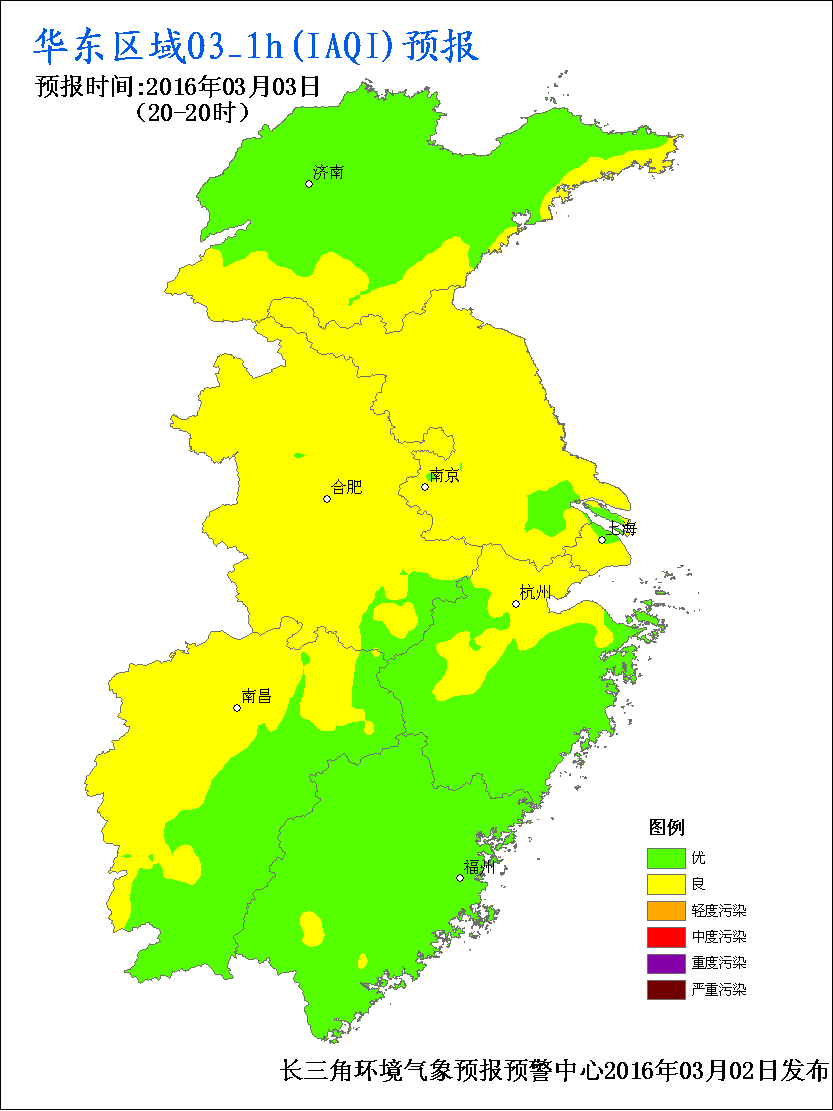 华东区域O3_1h(IAQI)预报
预报时间:2016年03月03日
(20-20时)
济南
南京
合肥
上海
杭州
南昌
福州
图例
优
良
轻度污染
中度污染
重度污染
严重污染
长三角环境气象预报预警中心2016年03月02日发布